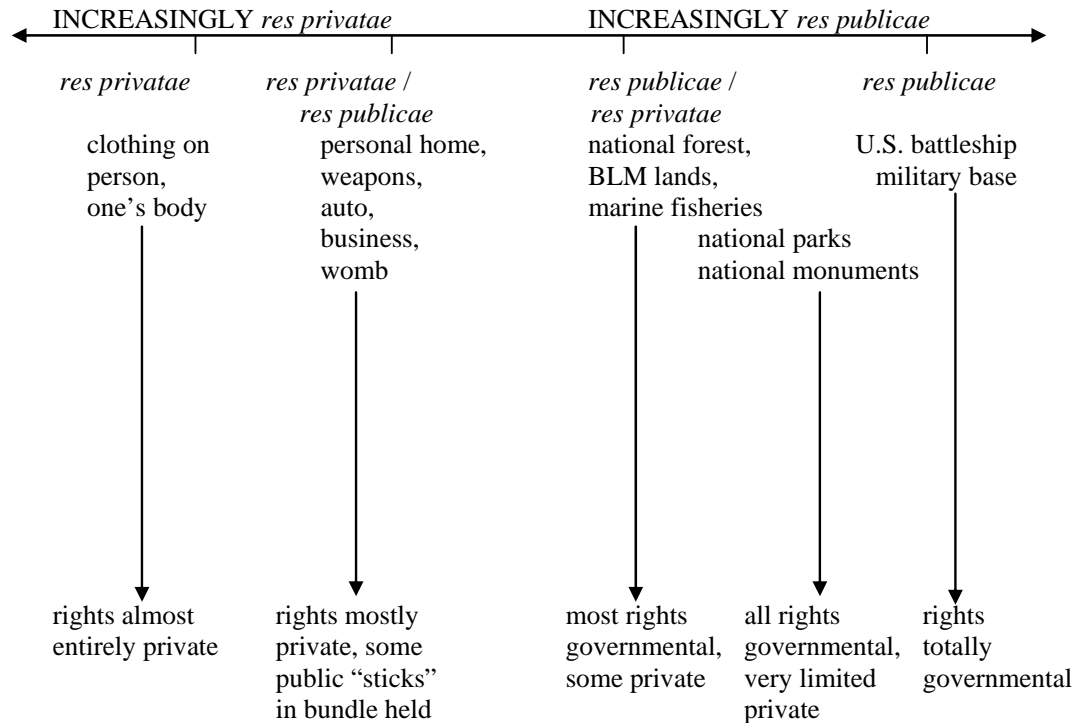 INCREASINGLY res privatae
INCREASINGLY res publicae
res privatae
clothing on
person,
one’s body
res privatae /
res publicae
personal home,
weapons,
auto,
business,
womb
res publicae /
res privatae
national forest,
BLM lands,
marine fisheries
national parks
national monuments
res publicae
U.S. battleship
military base
rights almost
entirely private
rights mostly
private, some
public “sticks”
in bundle held
most rights
governmental,
some private
all rights
governmental,
very limited
private
rights
totally
governmental